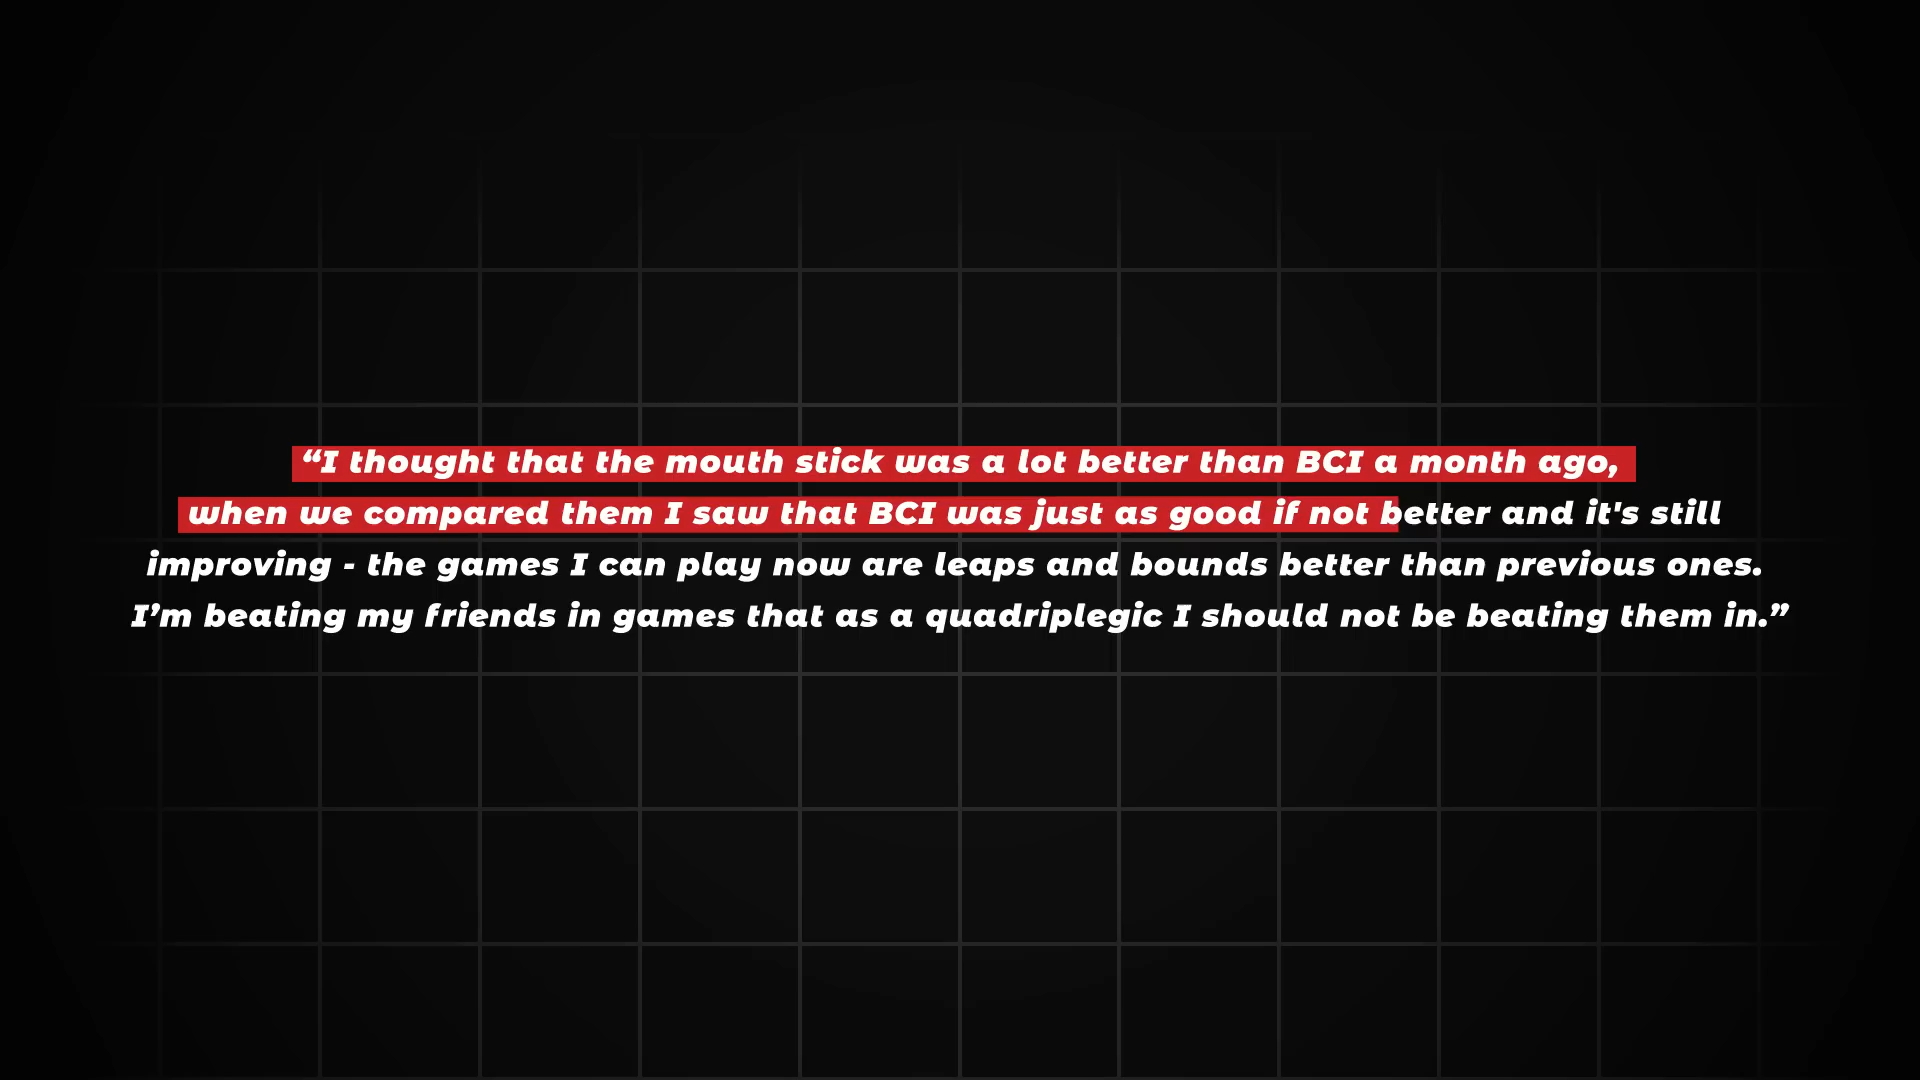 “I thought that the mouth stick was a lot better than BCI a month ago,
when we compared them I saw that BCI was just as good if not better and it's still
improving - the games I can play now are leaps and bounds better than previous ones.
I’m beating my friends in games that as a quadriplegic I should not be beating them in.”